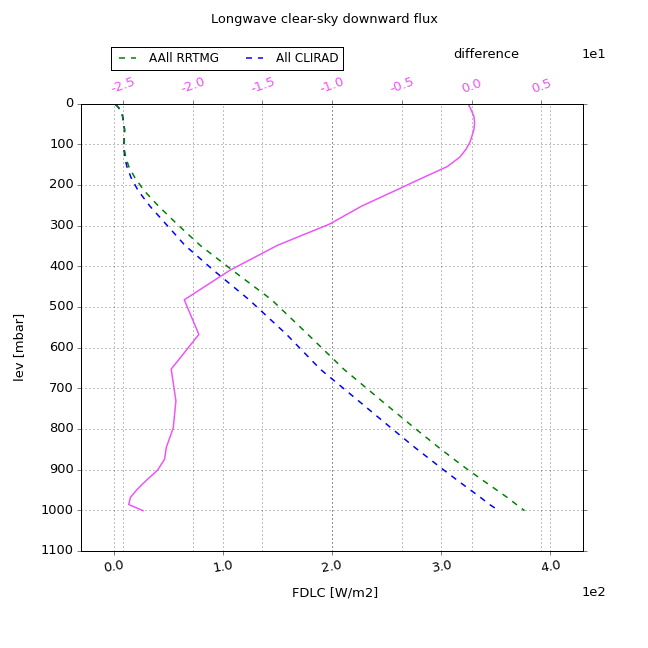 Longwave clear-sky downward flux
AAll RRTMG All CLIRAD
difference 1e1
-2.5 -2.0 -1.5 -1.0 -0.5 0.0 0.5
0
100
200
300
400
500
600
700
800
900
1000
1100
lev [mbar]
0.0 1.0 2.0 3.0 4.0
FDLC [W/m2] 1e2